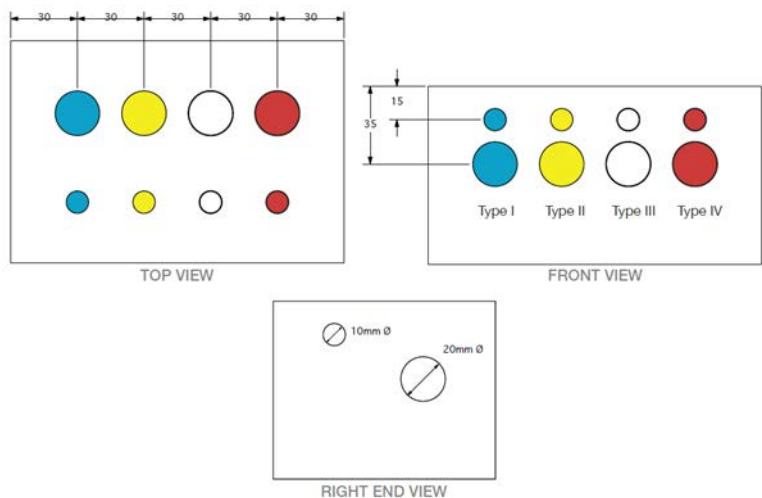 30 30 30 30 30
TOP VIEW
15
35
Type I Type II Type III Type IV
FRONT VIEW
10mm Ø
20mm Ø
RIGHT END VIEW